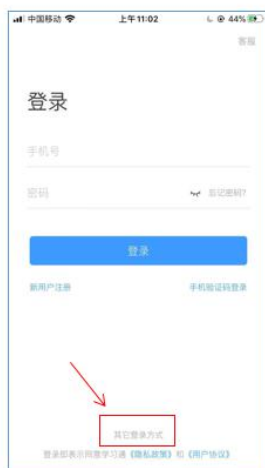 中国移动 上午11:02 44%
客服
登录
手机号
密码 忘记密码?
登录
新用户注册 手机验证码登录
其它登录方式
登录即表示同意学习通《隐私政策》和《用户协议》